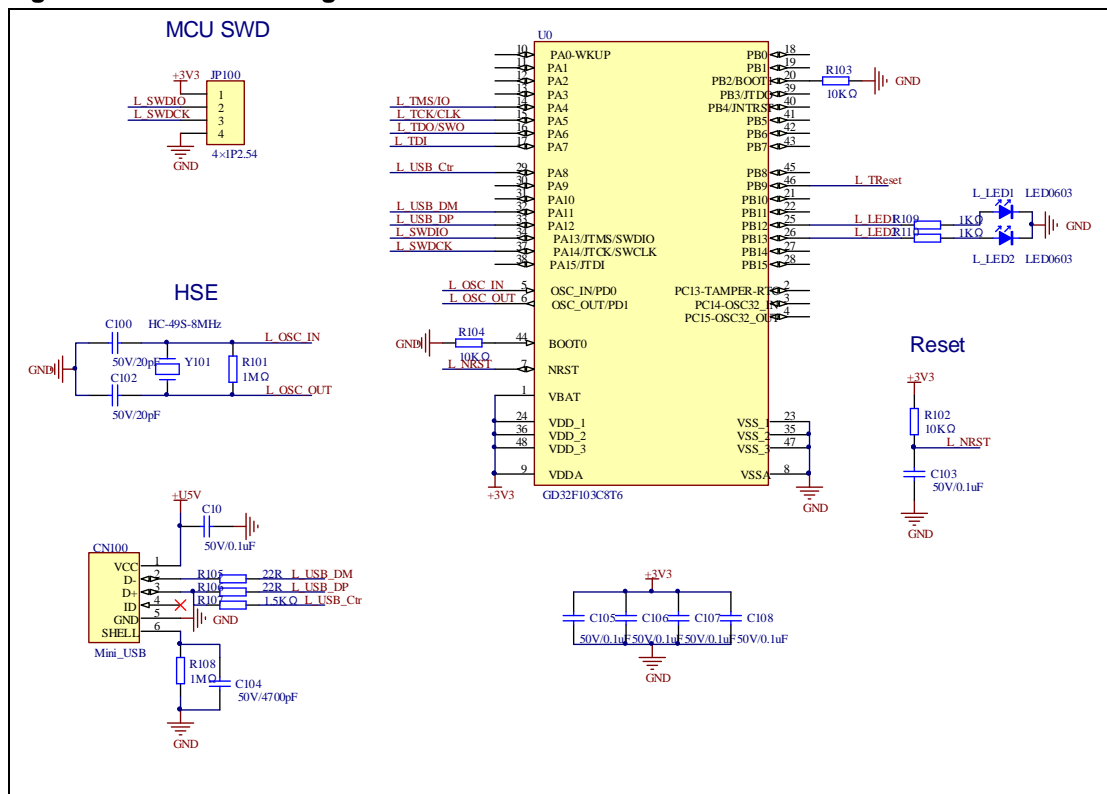 MCU SWD
+3V3
JP100
L_SWDIO
L_SWDCK
1
2
3
4
4×1P2.54
GND
HSE
C100
HC-49S-8MHz
50V/20pF
Y101
R101
1MΩ
L_OSC_IN
GND
C102
50V/20pF
L_OSC_OUT
+U5V
C10
50V/0.1uF
CN100
VCC 1
D- 2 R105 22R L_USB_DM
D+ 3 R106 22R L_USB_DP
ID 4 R107 1.5KΩ L_USB_Ctr
GND 5 GND
SHELL 6
Mini_USB
R108
1MΩ
C104
50V/4700pF
GND
U0
10 PA0-WKUP
11 PA1
12 PA2
13 PA3
L_TMS/IO 14 PA4
L_TCK/CLK 15 PA5
L_TDO/SWO 16 PA6
L_TDI 17 PA7
L_USB_Ctr 29 PA8
30 PA9
31 PA10
L_USB_DM 32 PA11
L_USB_DP 33 PA12
L_SWDIO 34 PA13/JTMS/SWDIO
L_SWDCK 37 PA14/JTCK/SWCLK
38 PA15/JTDI
L_OSC_IN 5 OSC_IN/PD0
L_OSC_OUT 6 OSC_OUT/PD1
GND R104 10KΩ 44 BOOT0
L_NRST 7 NRST
1 VBAT
24 VDD_1
36 VDD_2
48 VDD_3
9 VDDA
+3V3
PB0 18
PB1 19
PB2/BOOT1 20 R103 10KΩ GND
PB3/JTDO 39
PB4/JNTRST 40
PB5 41
PB6 42
PB7 43
PB8 45
PB9 46 L_TReset
PB10 21
PB11 22
PB12 25 L_LED1 R109 1KΩ
PB13 26 L_LED2 R110 1KΩ
PB14 27
PB15 28
L_LED1 LED0603
GND
L_LED2 LED0603
PC13-TAMPER-RTC 2
PC14-OSC32_IN 3
PC15-OSC32_OUT 4
VSS_1 23
VSS_2 35
VSS_3 47
VSSA 8
GND
GD32F103C8T6
Reset
+3V3
R102
10KΩ
L_NRST
C103
50V/0.1uF
GND
+3V3
C105 C106 C107 C108
50V/0.1uF 50V/0.1uF 50V/0.1uF 50V/0.1uF
GND